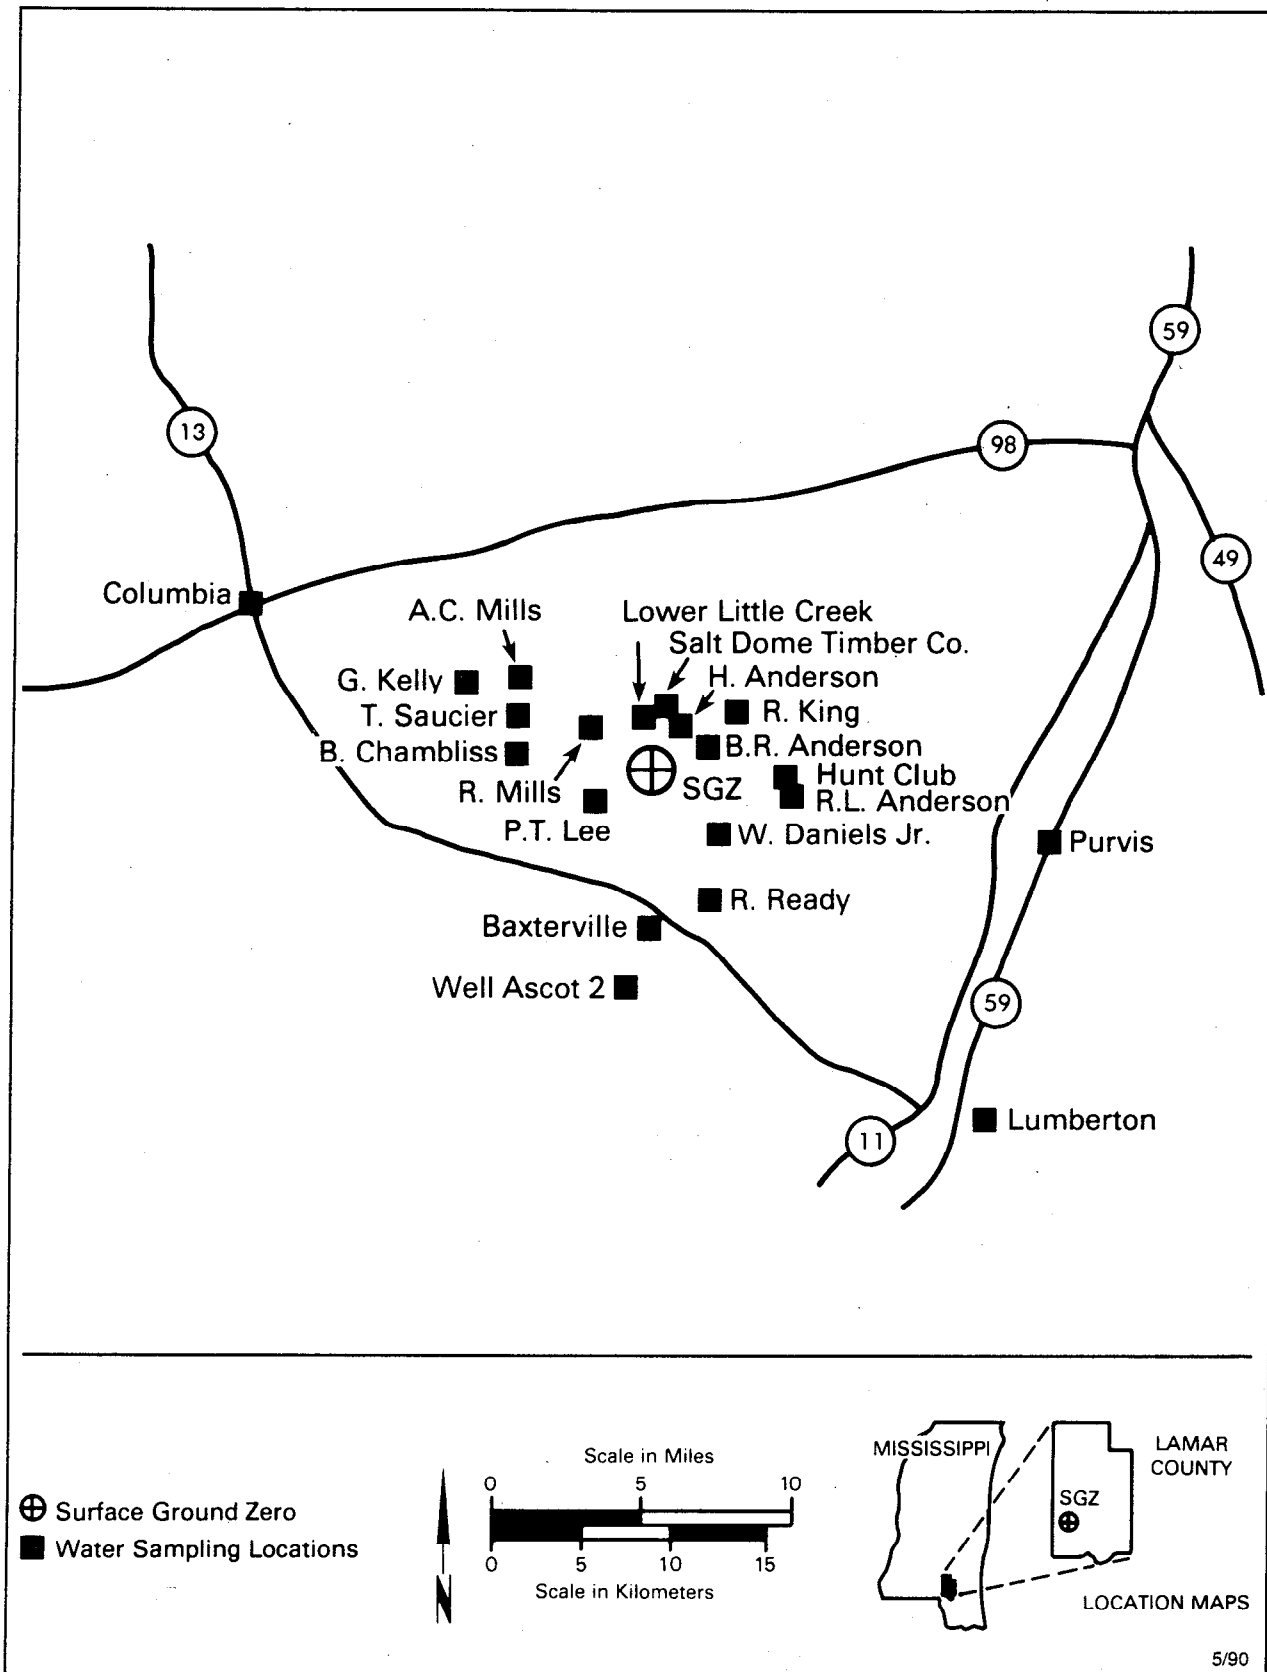 59
13
98
49
Columbia
A.C. Mills
Lower Little Creek
Salt Dome Timber Co.
H. Anderson
G. Kelly
T. Saucier
R. King
B. Chambliss
B.R. Anderson
Hunt Club
R. Mills
SGZ
R.L. Anderson
P.T. Lee
W. Daniels Jr.
Purvis
R. Ready
Baxterville
Well Ascot 2
59
Lumberton
11
Scale in Miles
0 5 10
0 5 10 15
Scale in Kilometers
Surface Ground Zero
Water Sampling Locations
N
MISSISSIPPI
LAMAR
COUNTY
SGZ
LOCATION MAPS
5/90